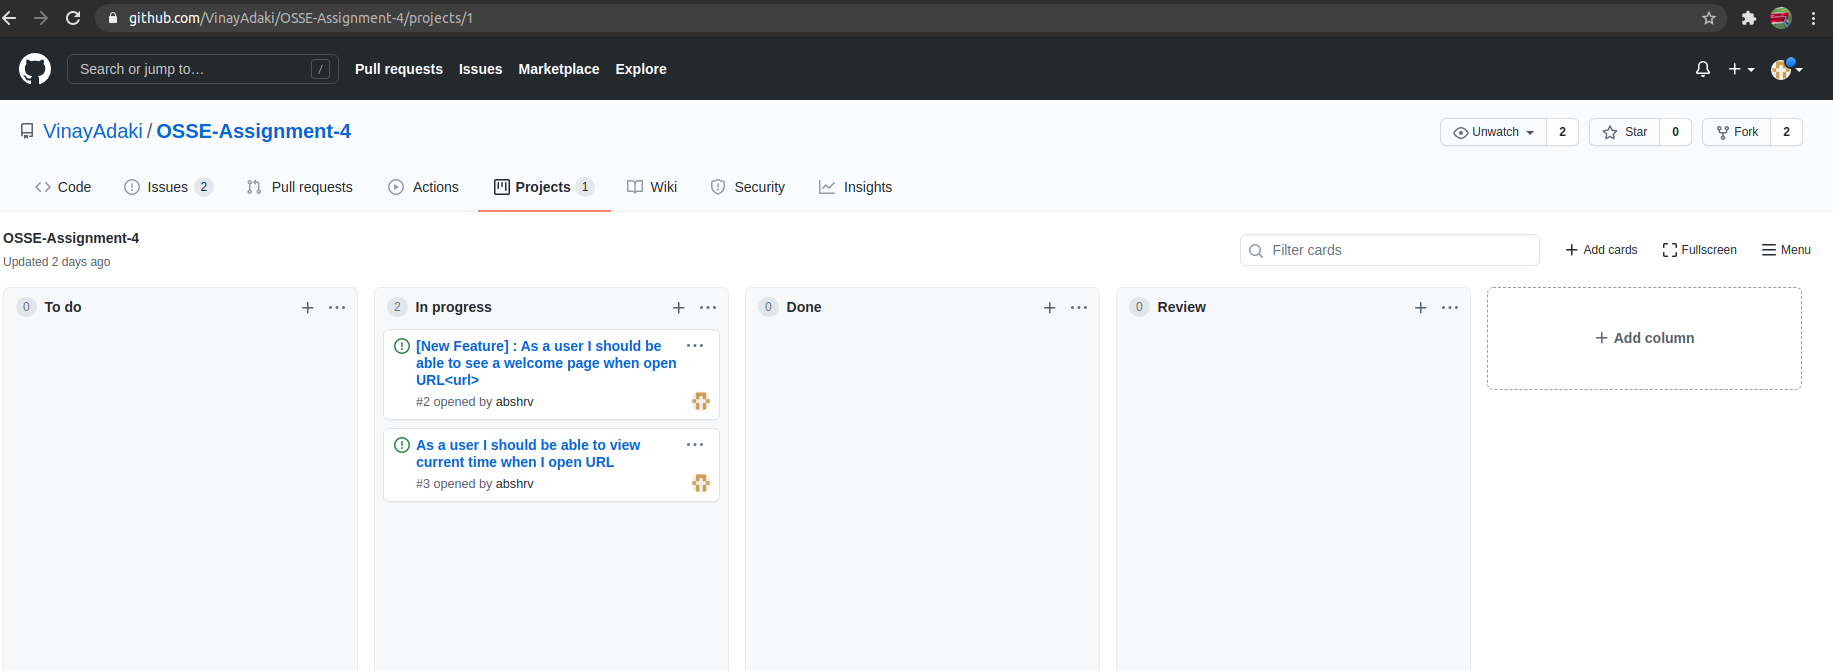 github.com/VinayAdaki/OSSE-Assignment-4/projects/1
Search or jump to… /
Pull requests Issues Marketplace Explore
VinayAdaki / OSSE-Assignment-4
Unwatch 2 Star 0 Fork 2
Code Issues 2 Pull requests Actions Projects 1 Wiki Security Insights
OSSE-Assignment-4
Updated 2 days ago
Filter cards Add cards Fullscreen Menu
0 To do
2 In progress
[New Feature] : As a user I should be
able to see a welcome page when open
URL<url>
#2 opened by abshrv
As a user I should be able to view
current time when I open URL
#3 opened by abshrv
0 Done
0 Review
Add column